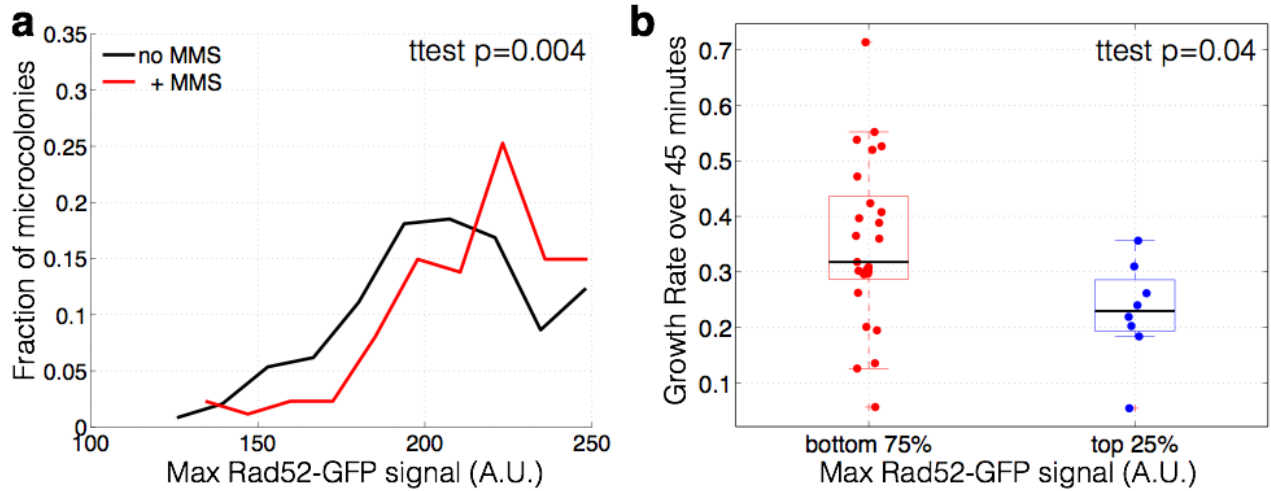 a
ttest p=0.004
no MMS
+ MMS
Fraction of microcolonies
0.35
0.3
0.25
0.2
0.15
0.1
0.05
0
100
150
200
250
Max Rad52-GFP signal (A.U.)
b
ttest p=0.04
Growth Rate over 45 minutes
0.7
0.6
0.5
0.4
0.3
0.2
0.1
bottom 75%
top 25%
Max Rad52-GFP signal (A.U.)